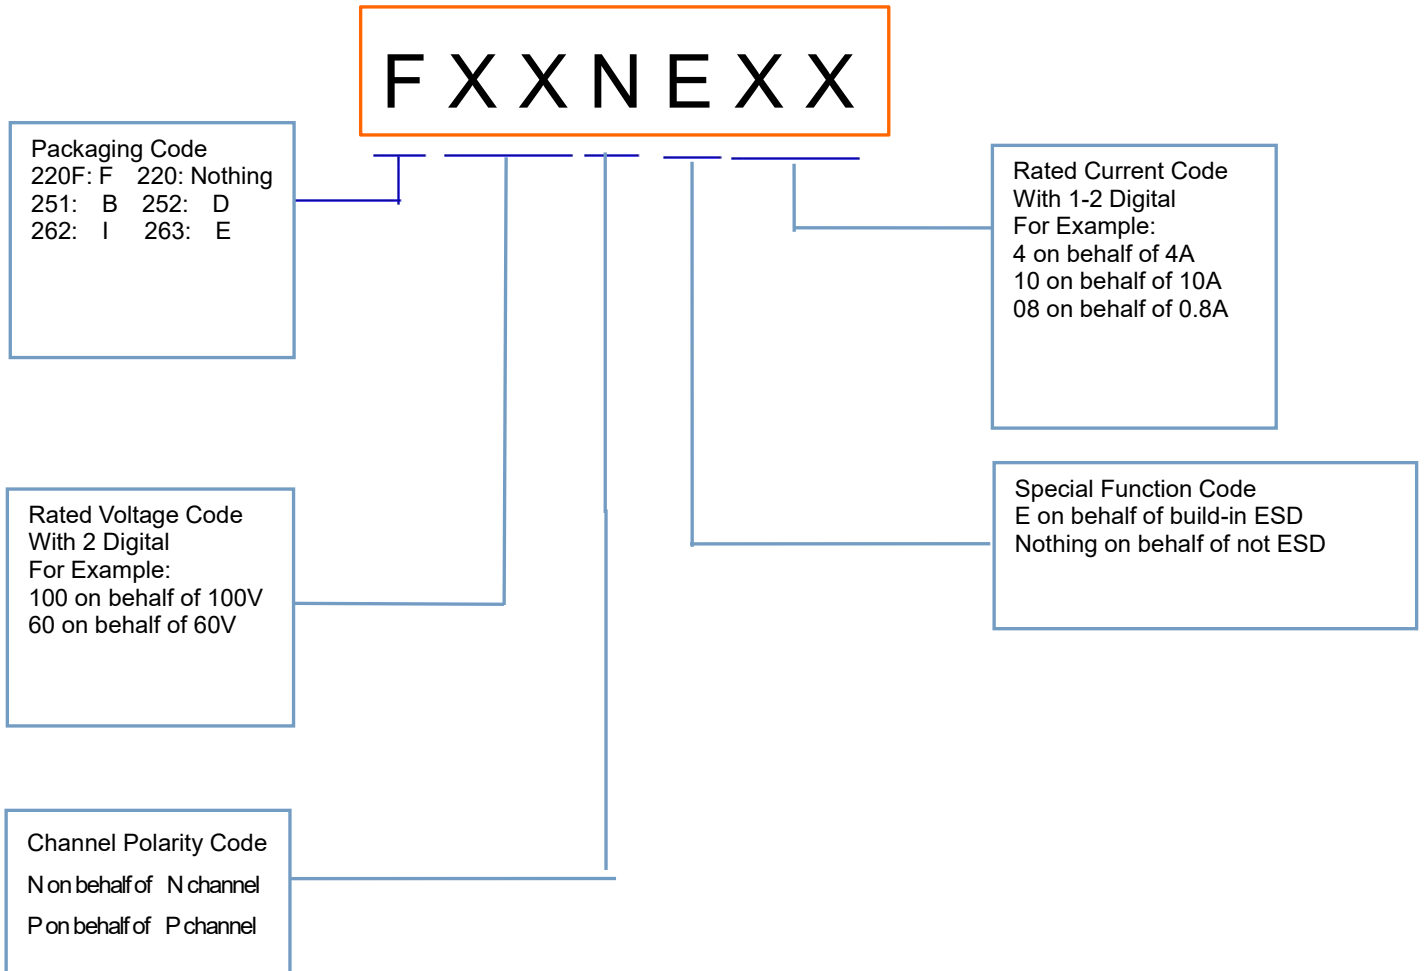 F X X N E X X
Packaging Code
220F: F 220: Nothing
251: B 252: D
262: I 263: E
Rated Current Code
With 1-2 Digital
For Example:
4 on behalf of 4A
10 on behalf of 10A
08 on behalf of 0.8A
Special Function Code
E on behalf of build-in ESD
Nothing on behalf of not ESD
Rated Voltage Code
With 2 Digital
For Example:
100 on behalf of 100V
60 on behalf of 60V
Channel Polarity Code
N on behalf of N channel
P on behalf of P channel